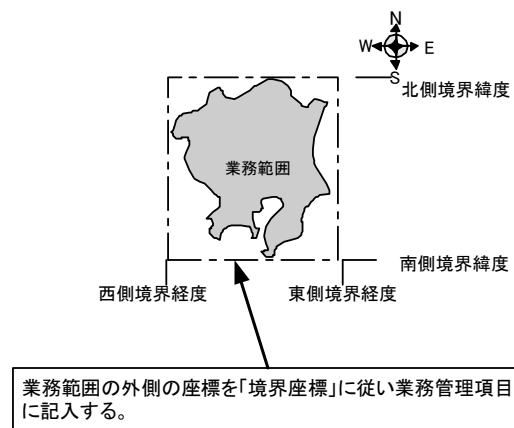 N
W E
S
北側境界緯度
業務範囲
南側境界緯度
西側境界経度 東側境界経度
業務範囲の外側の座標を「境界座標」に従い業務管理項目
に記入する。